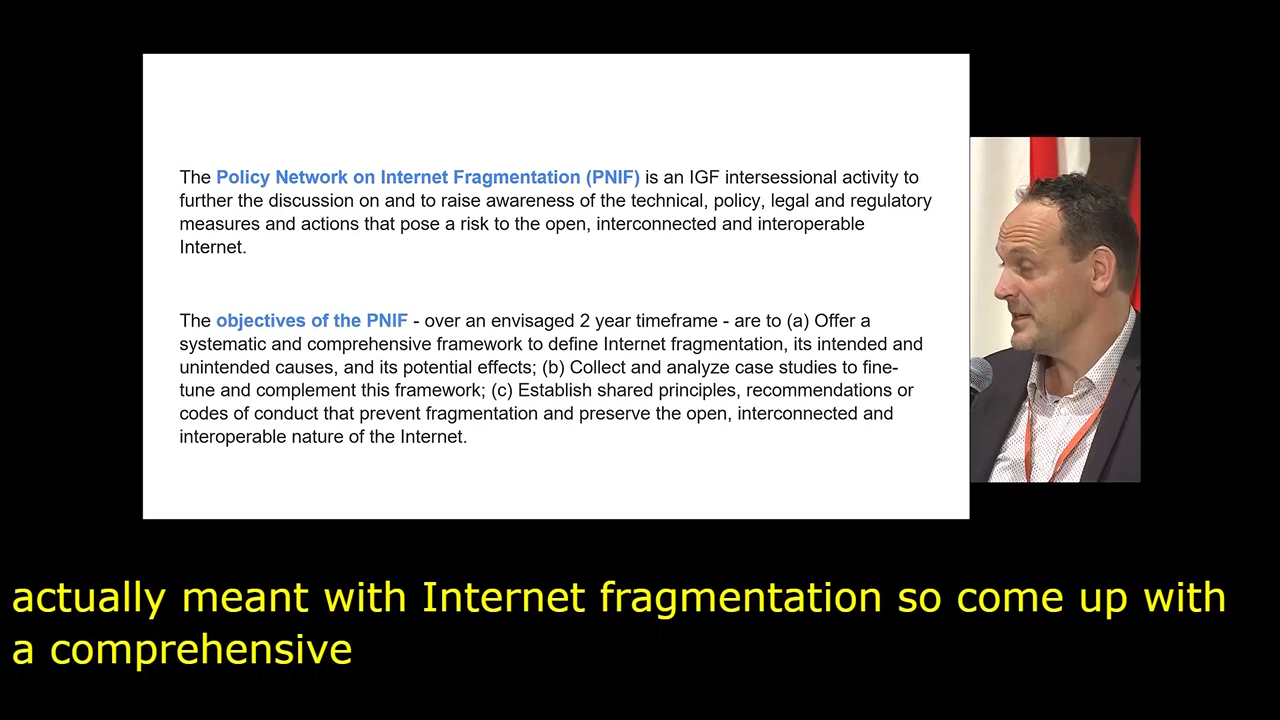 The Policy Network on Internet Fragmentation (PNIF) is an IGF intersessional activity to
further the discussion on and to raise awareness of the technical, policy, legal and regulatory
measures and actions that pose a risk to the open, interconnected and interoperable
Internet.
The objectives of the PNIF - over an envisaged 2 year timeframe - are to (a) Offer a
systematic and comprehensive framework to define Internet fragmentation, its intended and
unintended causes, and its potential effects; (b) Collect and analyze case studies to fine-
tune and complement this framework; (c) Establish shared principles, recommendations or
codes of conduct that prevent fragmentation and preserve the open, interconnected and
interoperable nature of the Internet.
actually meant with Internet fragmentation so come up with
a comprehensive